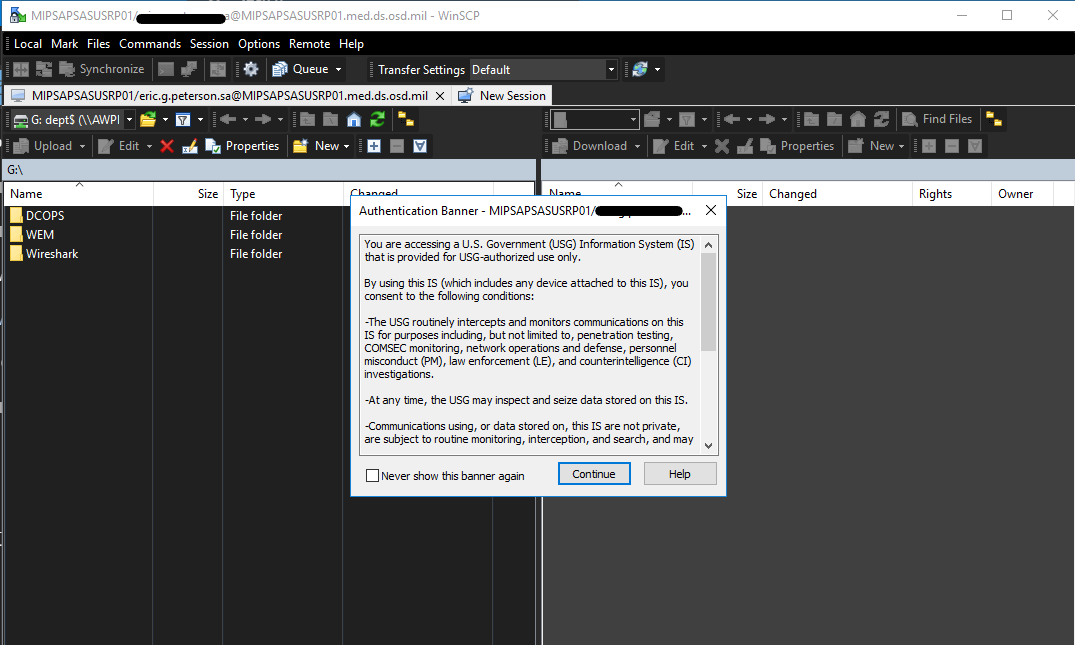 MIPSAPSASUSRP01/ a@MIPSAPSASUSRP01.med.ds.osd.mil - WinSCP
Local Mark Files Commands Session Options Remote Help
Synchronize Queue Transfer Settings Default
MIPSAPSASUSRP01/eric.g.peterson.sa@MIPSAPSASUSRP01.med.ds.osd.mil × New Session
G: dept$ (\\AWPI Find Files
Upload Edit Properties New Download Edit Properties New
G:\
Name Size Type Changed Name Size Changed Rights Owner
DCOPS File folder
WEM File folder
Wireshark File folder
Authentication Banner - MIPSAPSASUSRP01/ ...
You are accessing a U.S. Government (USG) Information System (IS)
that is provided for USG-authorized use only.
By using this IS (which includes any device attached to this IS), you
consent to the following conditions:
-The USG routinely intercepts and monitors communications on this
IS for purposes including, but not limited to, penetration testing,
COMSEC monitoring, network operations and defense, personnel
misconduct (PM), law enforcement (LE), and counterintelligence (CI)
investigations.
-At any time, the USG may inspect and seize data stored on this IS.
-Communications using, or data stored on, this IS are not private,
are subject to routine monitoring, interception, and search, and may
Never show this banner again Continue Help